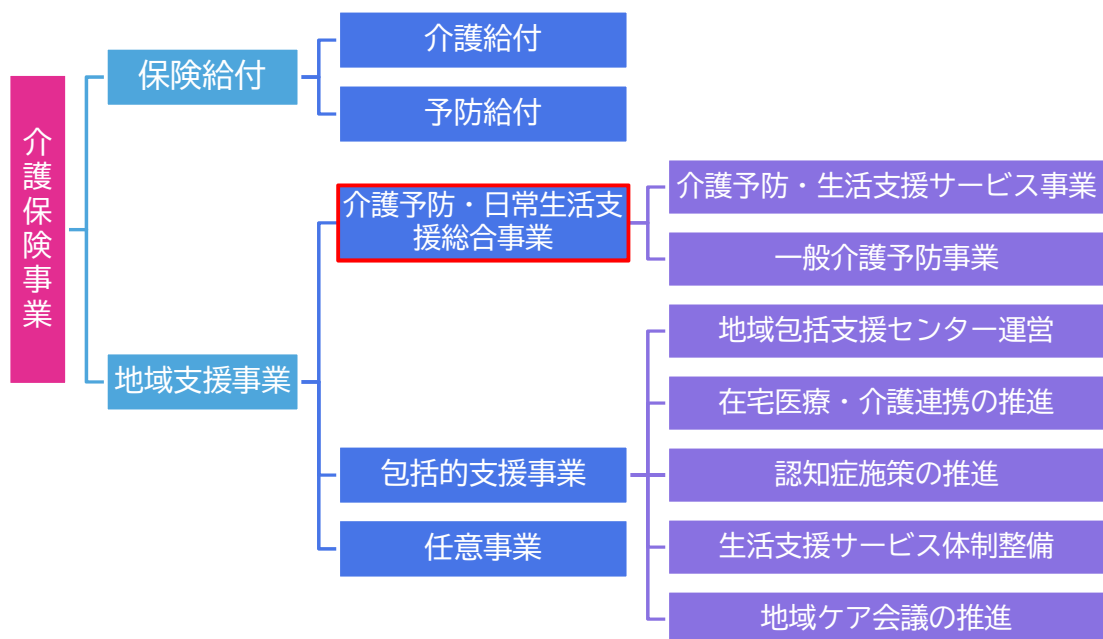 介護保険事業
保険給付
介護給付
予防給付
地域支援事業
介護予防・日常生活支
援総合事業
介護予防・生活支援サービス事業
一般介護予防事業
包括的支援事業
地域包括支援センター運営
在宅医療・介護連携の推進
認知症施策の推進
生活支援サービス体制整備
地域ケア会議の推進
任意事業